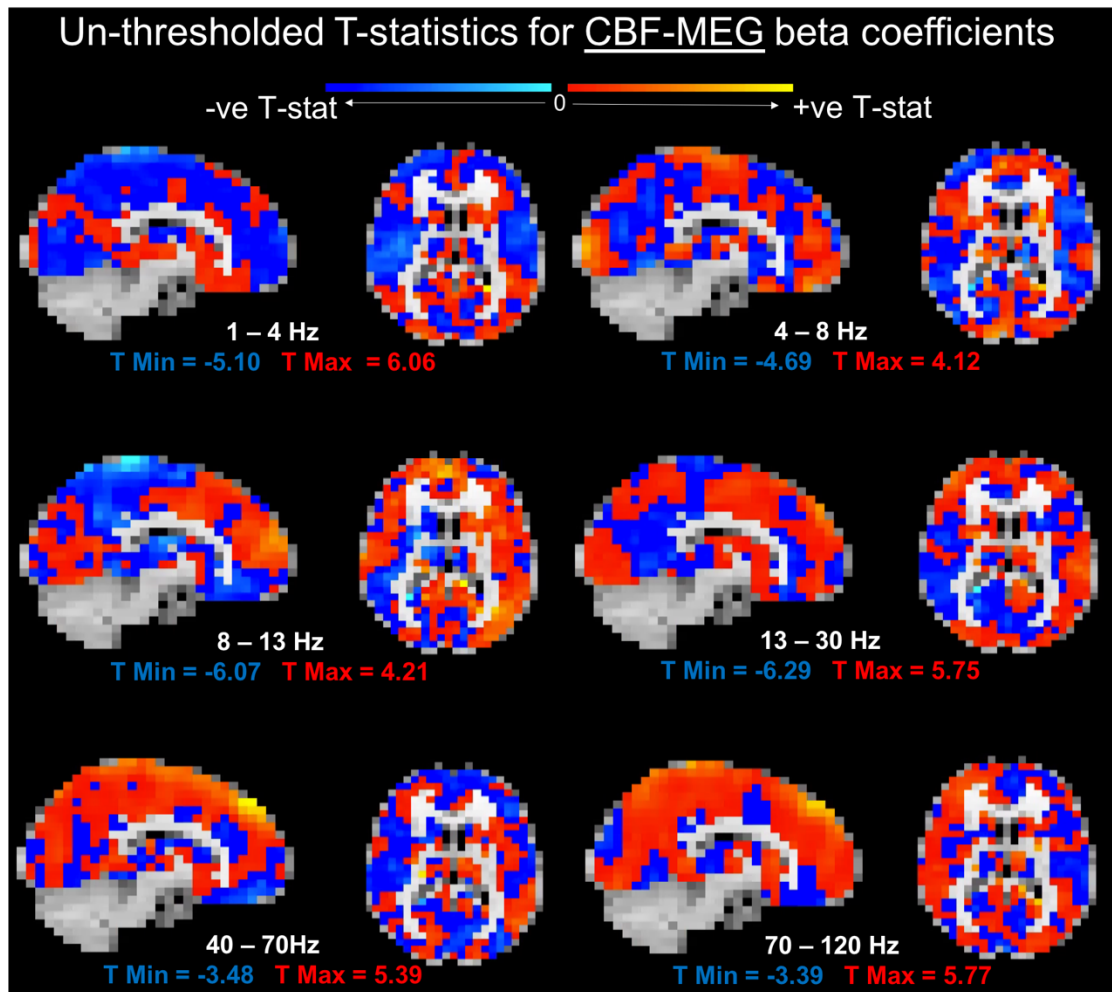 Un-thresholded T-statistics for CBF-MEG beta coefficients
-ve T-stat 0 +ve T-stat
1 – 4 Hz
T Min = -5.10 T Max = 6.06
4 – 8 Hz
T Min = -4.69 T Max = 4.12
8 – 13 Hz
T Min = -6.07 T Max = 4.21
13 – 30 Hz
T Min = -6.29 T Max = 5.75
40 – 70Hz
T Min = -3.48 T Max = 5.39
70 – 120 Hz
T Min = -3.39 T Max = 5.77